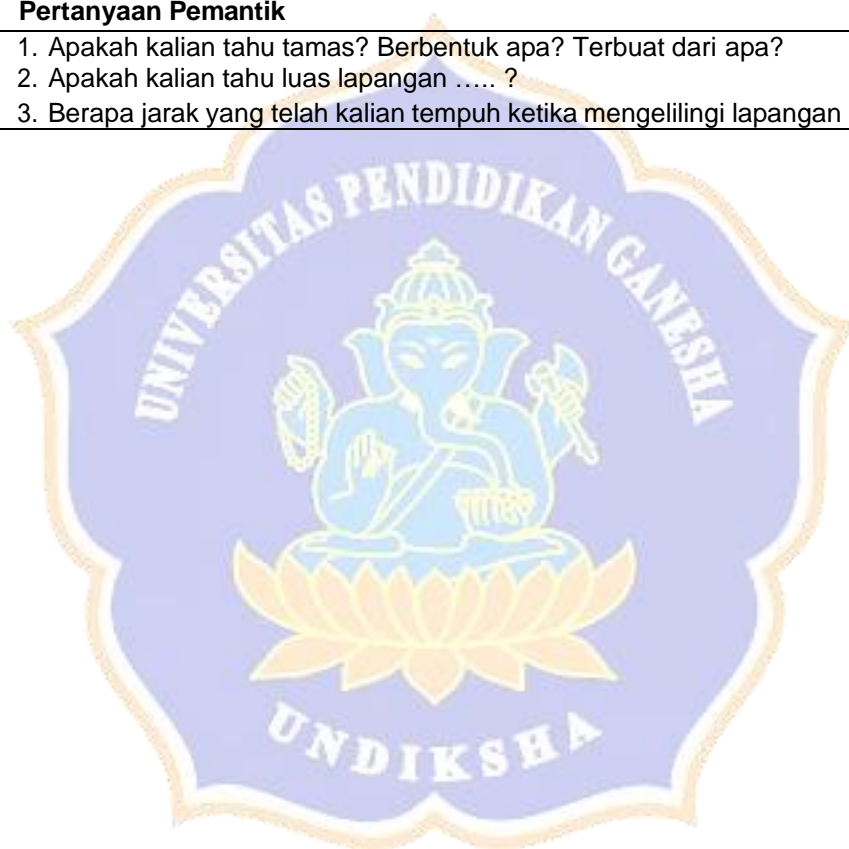 Pertanyaan Pemantik
1. Apakah kalian tahu tamas? Berbentuk apa? Terbuat dari apa?
2. Apakah kalian tahu luas lapangan ….. ?
3. Berapa jarak yang telah kalian tempuh ketika mengelilingi lapangan
UNIVERSITAS PENDIDIKAN GANESHA
UNDIKSHA